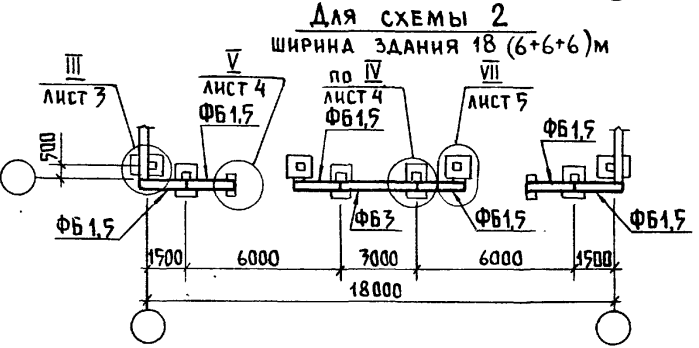 Для схемы 2
ширина здания 18 (6+6+6)м
III
лист 3
V
лист 4
ФБ1,5
по IV
лист 4
ФБ1,5
VII
лист 5
ФБ1,5
500
ФБ1,5
ФБ3
ФБ1,5
ФБ1,5
1500
6000
3000
6000
1500
18000